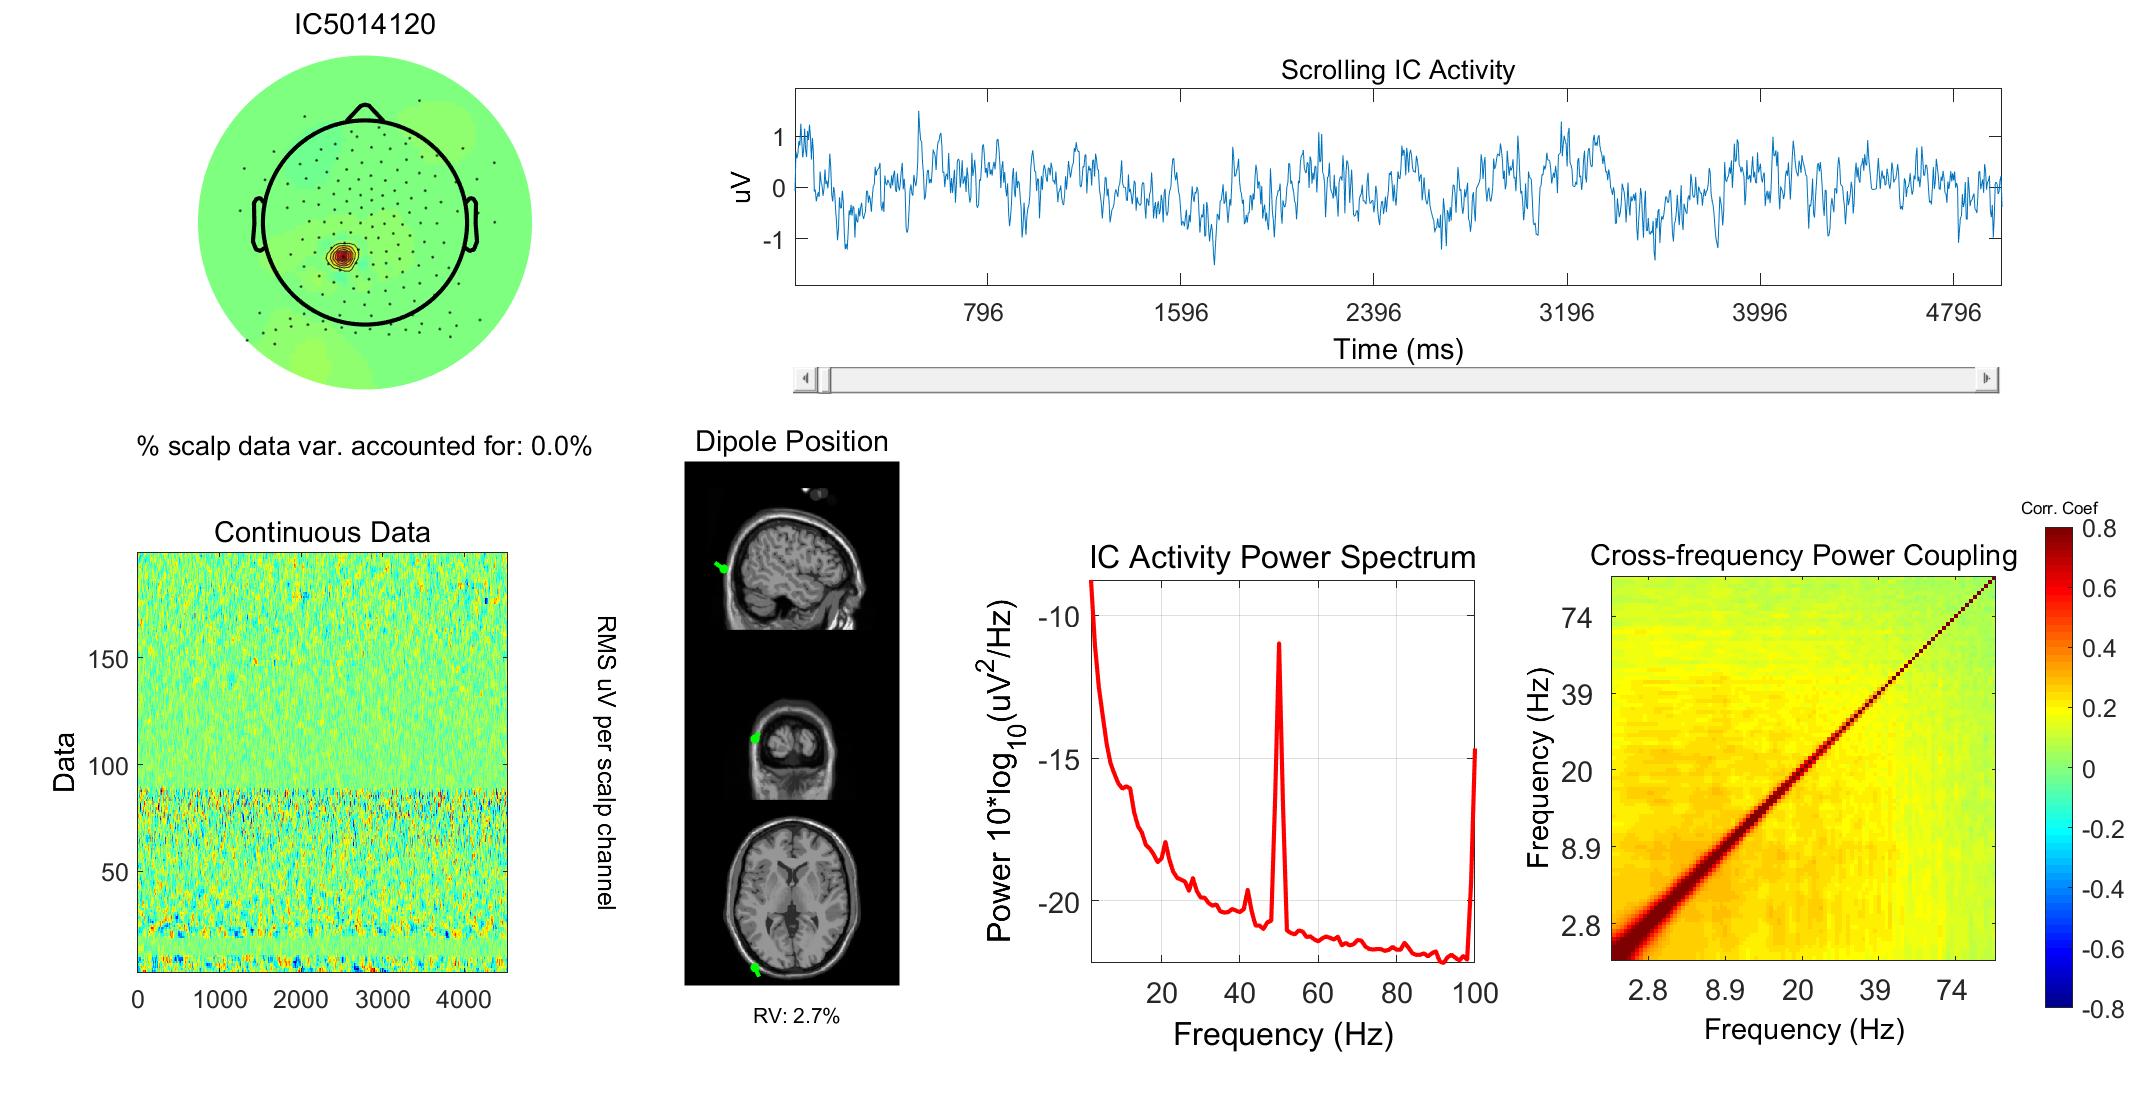 IC5014120
Scrolling IC Activity
uV
1
0
-1
796 1596 2396 3196 3996 4796
Time (ms)
% scalp data var. accounted for: 0.0%
Dipole Position
RV: 2.7%
Continuous Data
Data
150
100
50
0 1000 2000 3000 4000
RMS uV per scalp channel
IC Activity Power Spectrum
Power 10*log10(uV2/Hz)
-10
-15
-20
20 40 60 80 100
Frequency (Hz)
Cross-frequency Power Coupling
Frequency (Hz)
74
39
20
8.9
2.8
2.8 8.9 20 39 74
Frequency (Hz)
Corr. Coef
0.8
0.6
0.4
0.2
0
-0.2
-0.4
-0.6
-0.8